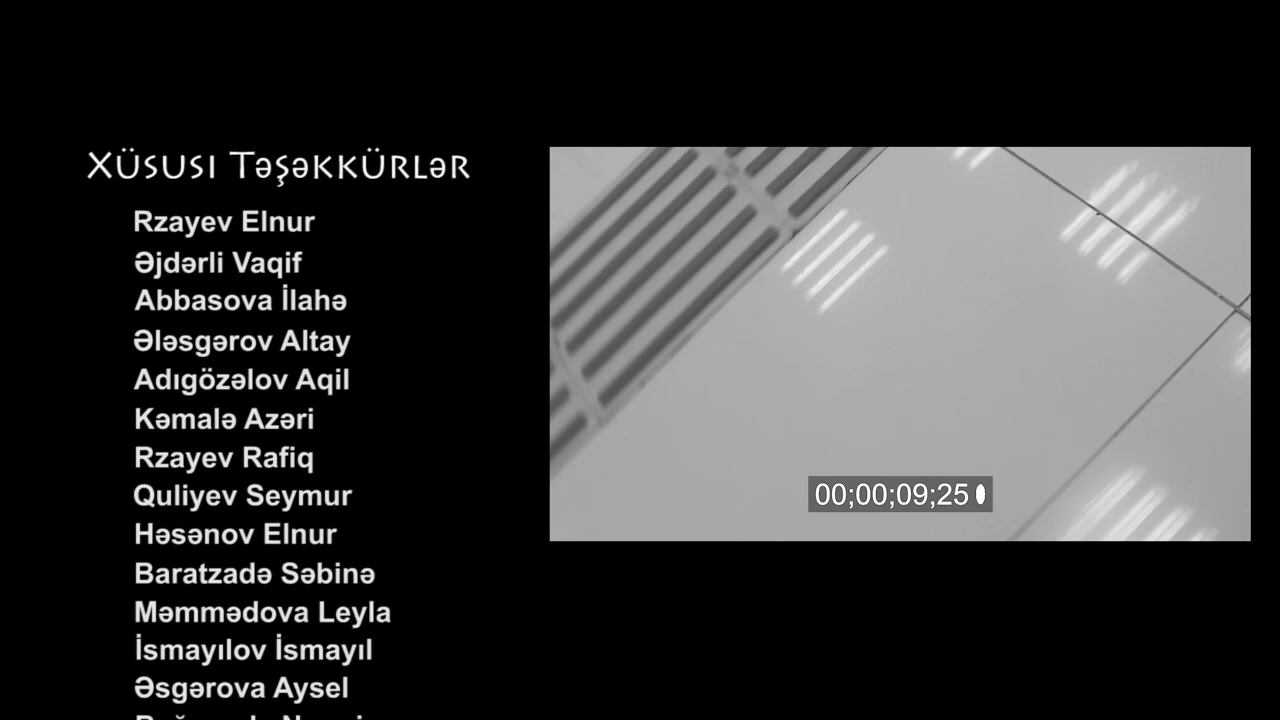 Xüsusi Təşəkkürlər
Rzayev Elnur
Əjdərli Vaqif
Abbasova İlahə
Ələsgərov Altay
Adıgözəlov Aqil
Kəmalə Azəri
Rzayev Rafiq
Quliyev Seymur
Həsənov Elnur
Baratzadə Səbinə
Məmmədova Leyla
İsmayılov İsmayıl
Əsgərova Aysel
00;00;09;25